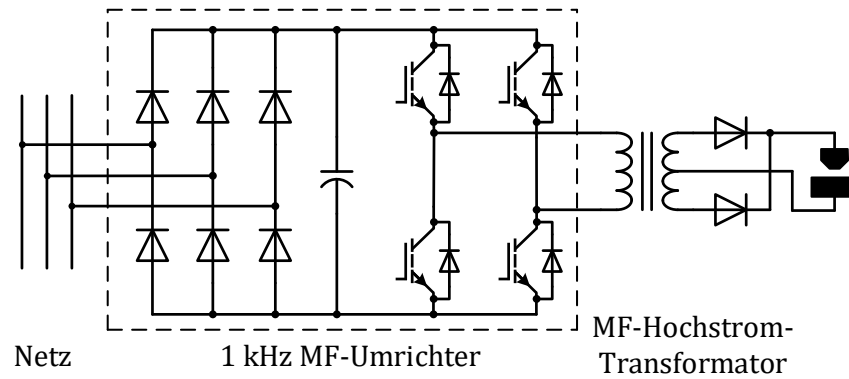 Netz
1 kHz MF-Umrichter
MF-Hochstrom-
Transformator